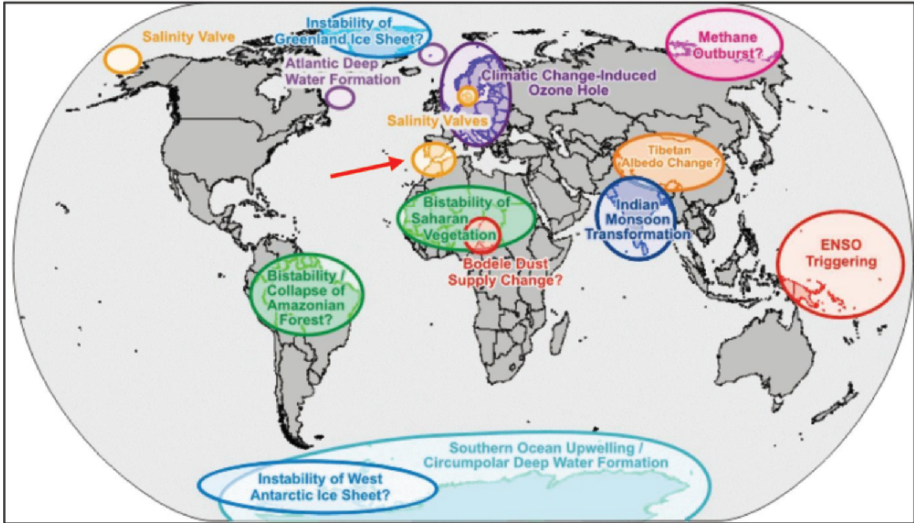 Salinity Valve
Instability of
Greenland Ice Sheet?
Methane
Outburst?
Atlantic Deep
Water Formation
Climatic Change-Induced
Ozone Hole
Salinity Valves
Tibetan
Albedo Change?
Bistability of
Saharan
Vegetation
Indian
Monsoon
Transformation
ENSO
Triggering
Bodele Dust
Supply Change?
Bistability /
Collapse of
Amazonian
Forest?
Southern Ocean Upwelling /
Circumpolar Deep Water Formation
Instability of West
Antarctic Ice Sheet?